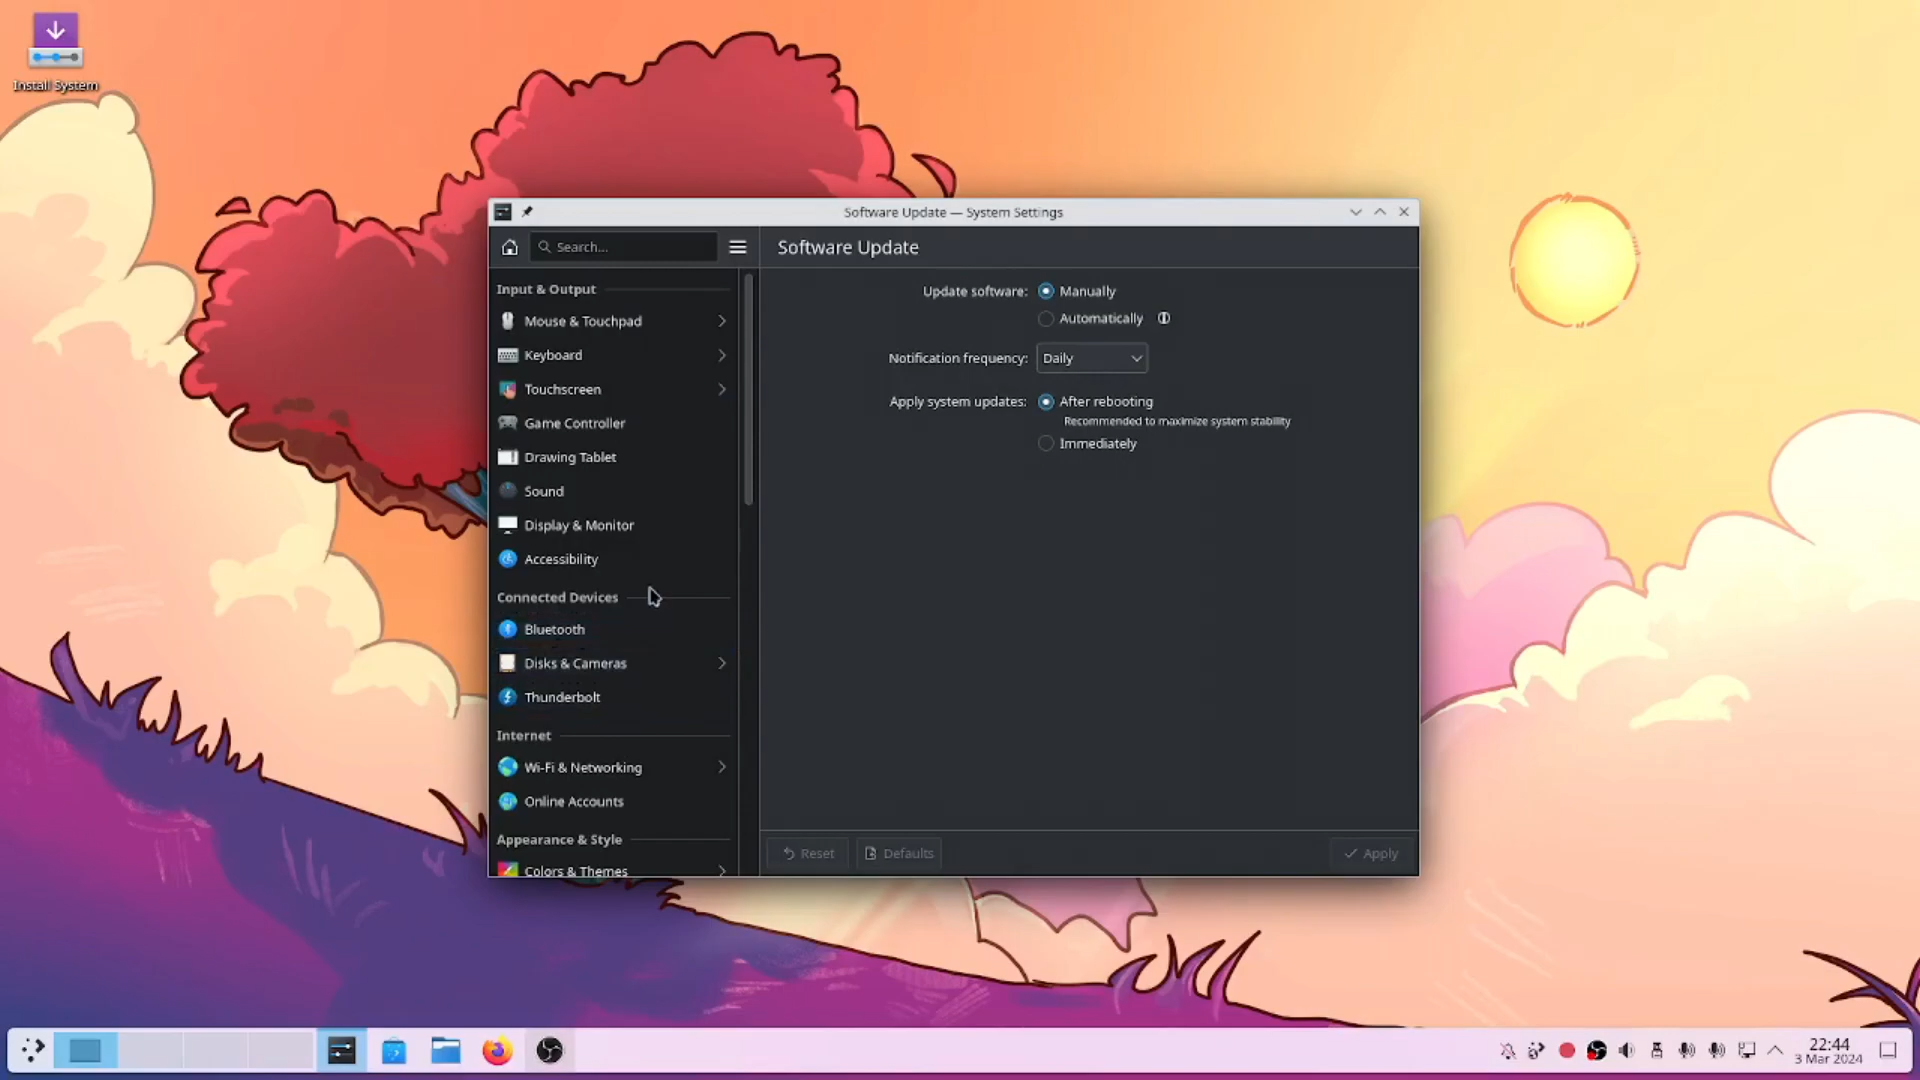 Install System
Software Update — System Settings
Search...
Software Update
Input & Output
Mouse & Touchpad
Keyboard
Touchscreen
Game Controller
Drawing Tablet
Sound
Display & Monitor
Accessibility
Connected Devices
Bluetooth
Disks & Cameras
Thunderbolt
Internet
Wi-Fi & Networking
Online Accounts
Appearance & Style
Colors & Themes
Update software: Manually
Automatically
Notification frequency: Daily
Apply system updates: After rebooting
Recommended to maximize system stability
Immediately
Reset
Defaults
Apply
22:44
3 Mar 2024